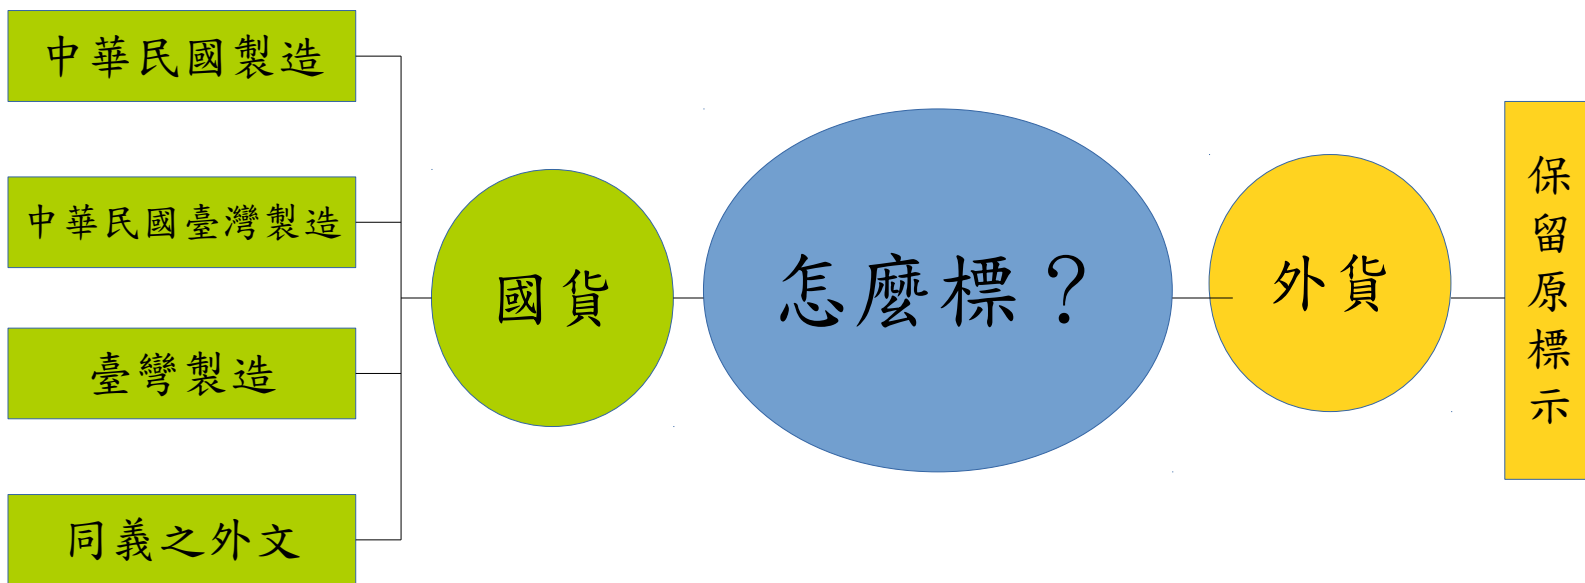 中華民國製造
中華民國臺灣製造
臺彎製造
同義之外文
國貨
怎麼標？
外貨
保留原標示